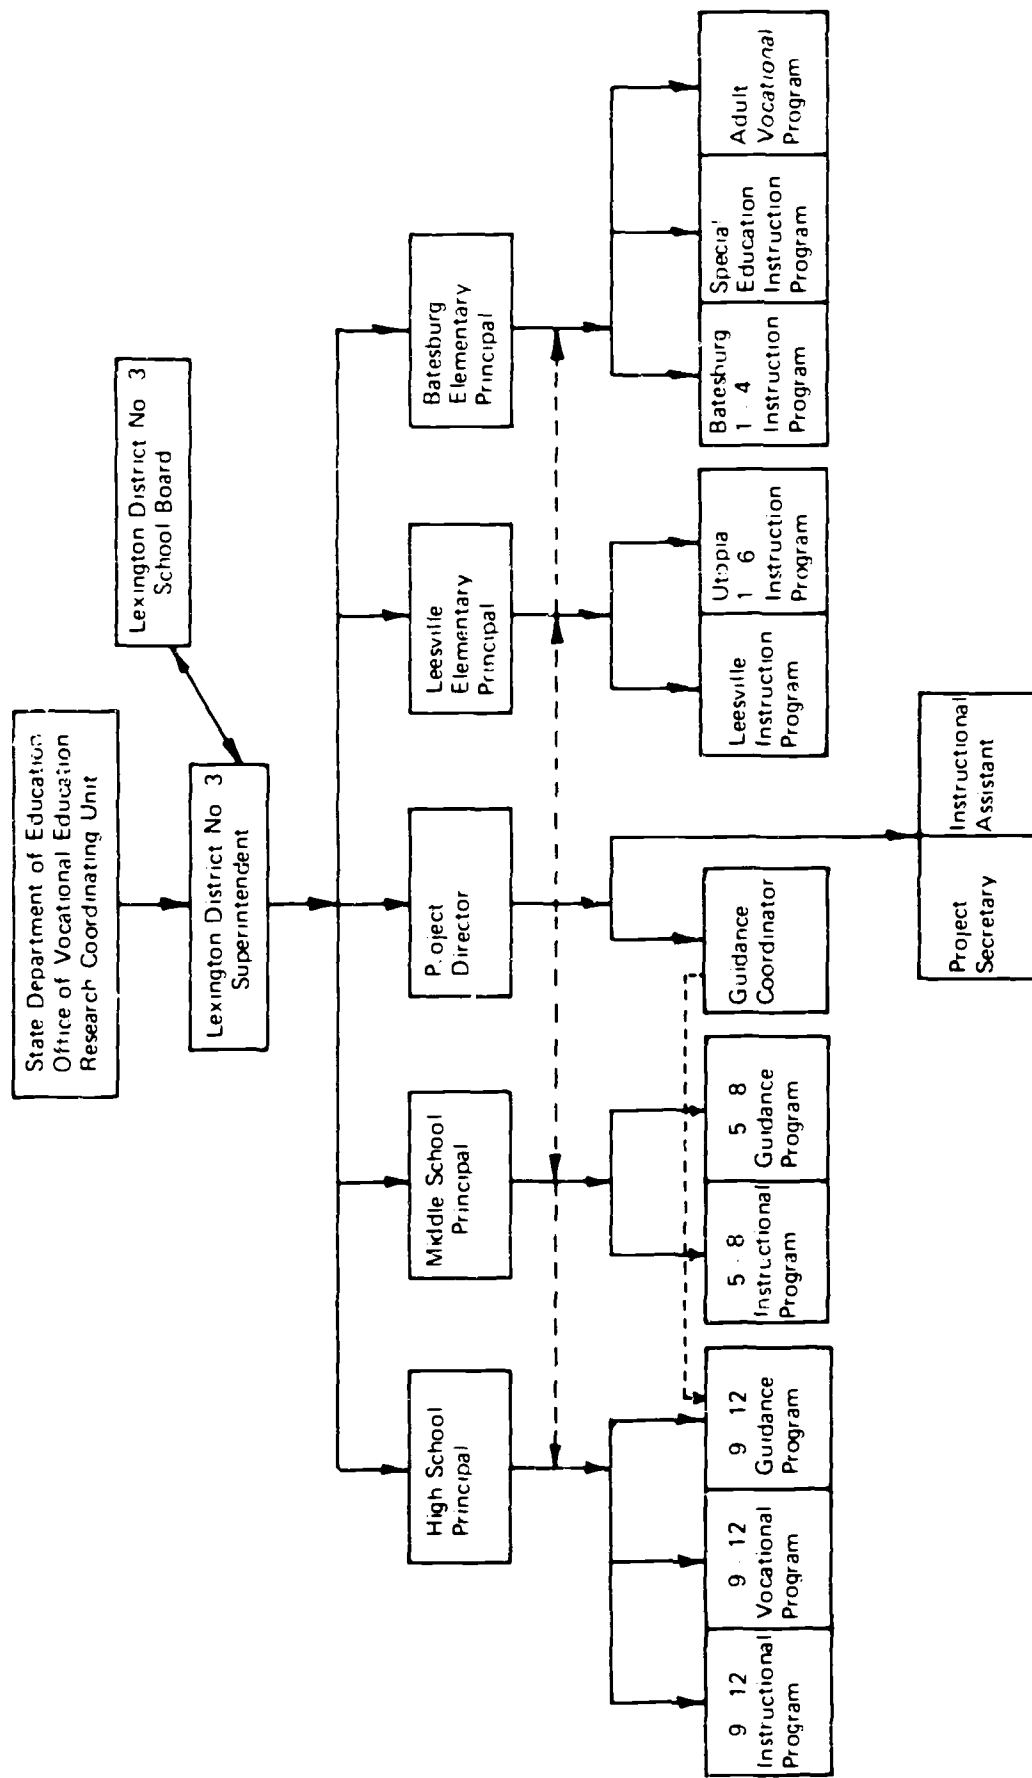 State Department of Education
Office of Vocational Education
Research Coordinating Unit
Lexington District No 3
School Board
Lexington District No 3
Superintendent
High School
Principal
Middle School
Principal
P.oject
Director
Leesville
Elementary
Principal
Batesburg
Elementary
Principal
9 12
Instructional
Program
9 - 12
Vocational
Program
9 12
Guidance
Program
5 - 8
Instructional
Program
5 8
Guidance
Program
Guidance
Coordinator
Leesville
Instruction
Program
Utopia
1 6
Instruction
Program
Batesburg
1 - 4
Instruction
Program
Special
Education
Instruction
Program
Adult
Vocational
Program
Project
Secretary
Instructional
Assistant